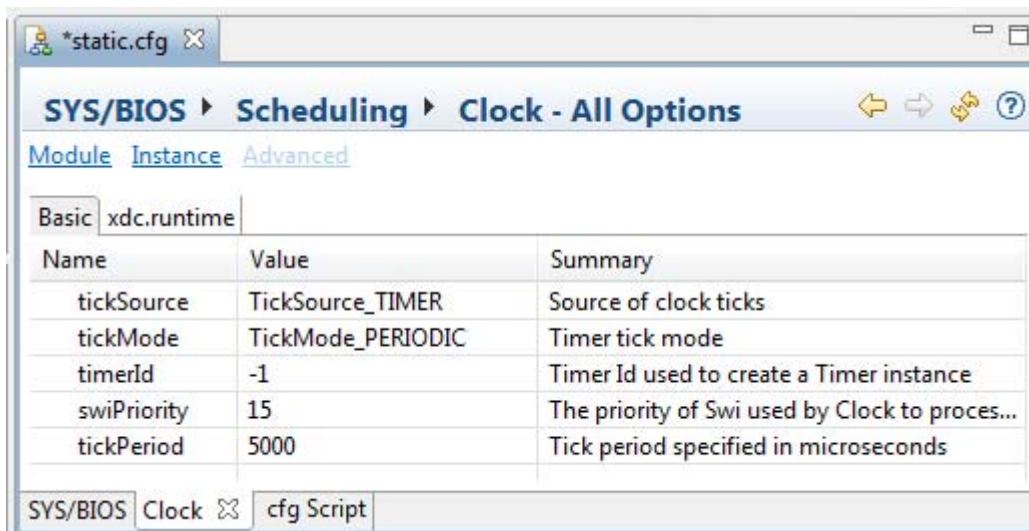 *static.cfg
SYS/BIOS Scheduling Clock - All Options
Module Instance Advanced
Basic xdc.runtime
Name Value Summary
tickSource TickSource_TIMER Source of clock ticks
tickMode TickMode_PERIODIC Timer tick mode
timerId -1 Timer Id used to create a Timer instance
swiPriority 15 The priority of Swi used by Clock to proces...
tickPeriod 5000 Tick period specified in microseconds
SYS/BIOS Clock cfg Script